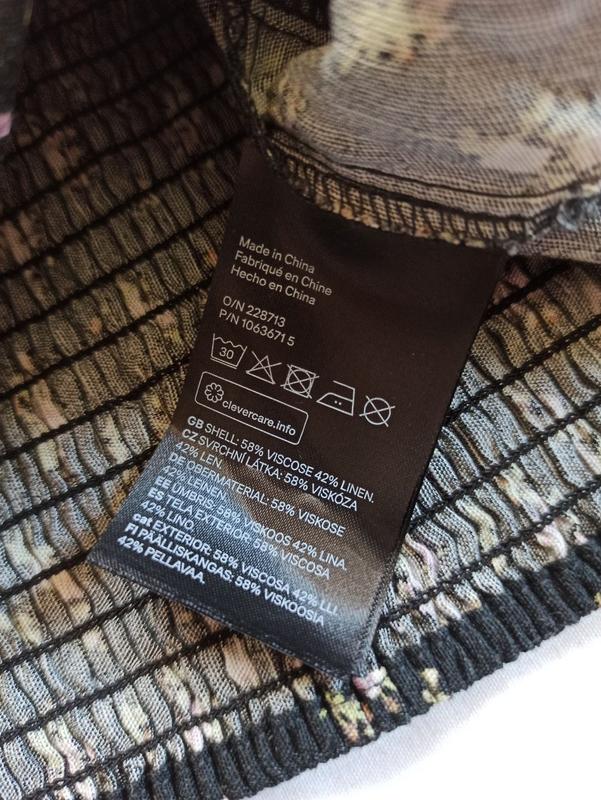 Made in China
Fabriqué en Chine
Hecho en China
O/N 228713
P/N 1063671 5
30
clevercare.info
GB SHELL: 58% VISCOSE 42% LINEN.
CZ SVRCHNÍ LÁTKA: 58% VISKÓZA
42% LEN.
DE OBERMATERIAL: 58% VISKOSE
42% LEINEN.
EE ÜMBRIS: 58% VISKOOS 42% LINA.
ES TELA EXTERIOR: 58% VISCOSA
42% LINO.
cat EXTERIOR: 58% VISCOSA 42% LLI.
FI PÄÄLLISKANGAS: 58% VISKOOSIA
42% PELLAVAA.